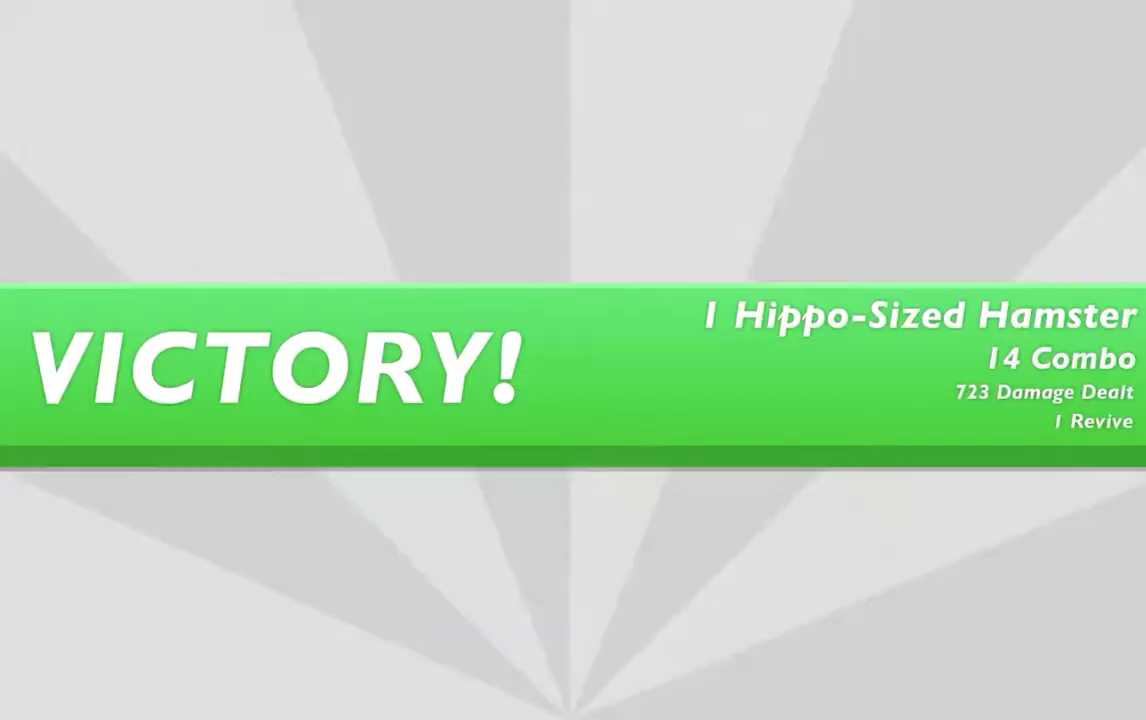 VICTORY!
1 Hippo-Sized Hamster
14 Combo
723 Damage Dealt
1 Revive